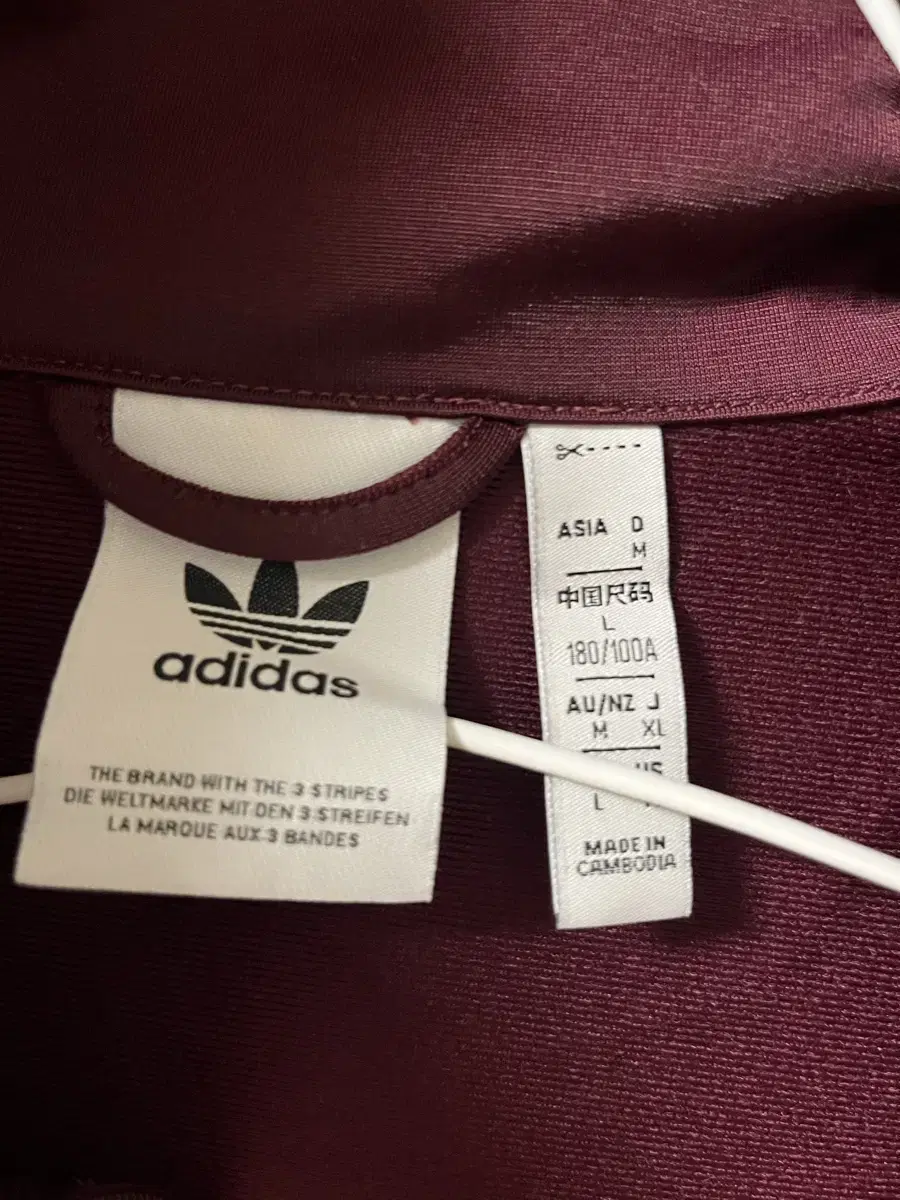 adidas
THE BRAND WITH THE 3 STRIPES
DIE WELTMARKE MIT DEN 3 STREIFEN
LA MARQUE AUX 3 BANDES
ASIA D
M
中国尺码
L
180/100A
AU/NZ J
M XL
US
L
MADE IN
CAMBODIA